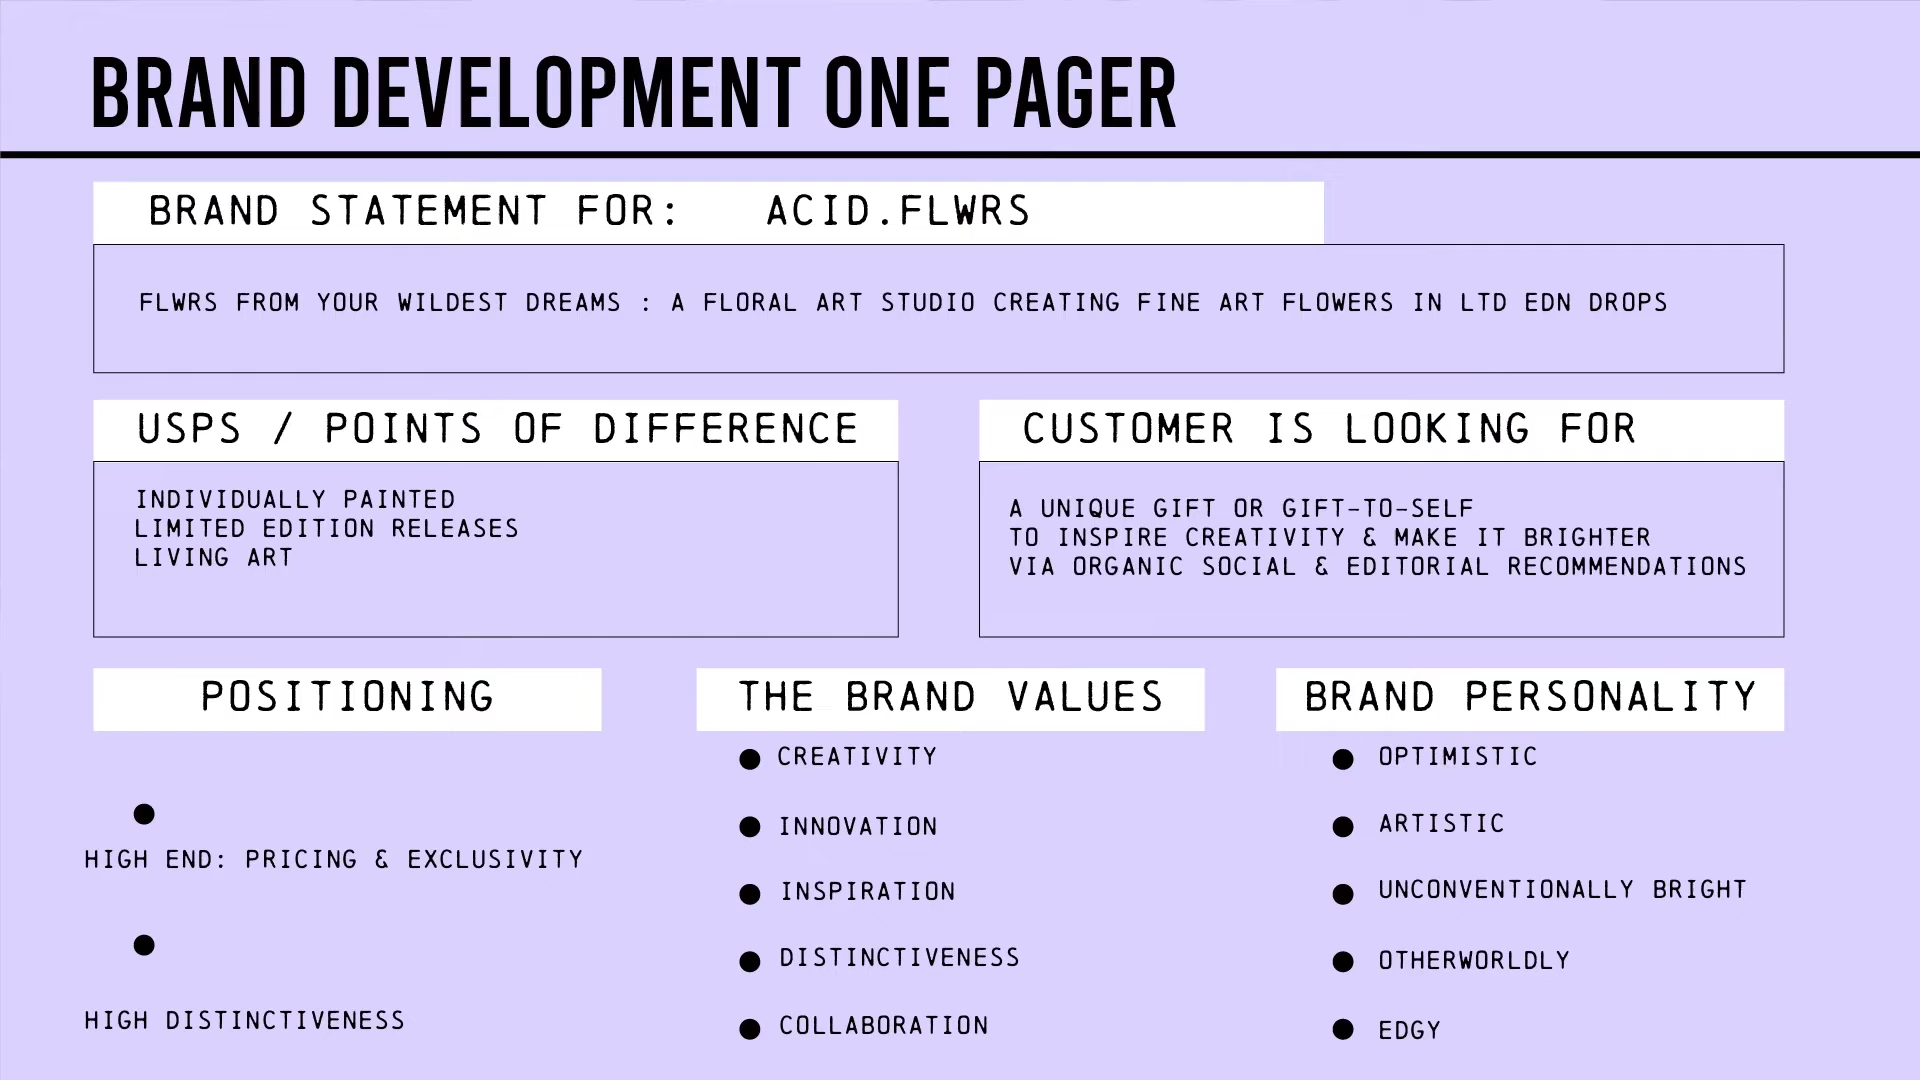 BRAND DEVELOPMENT ONE PAGER
BRAND STATEMENT FOR: ACID.FLWRS
FLWRS FROM YOUR WILDEST DREAMS : A FLORAL ART STUDIO CREATING FINE ART FLOWERS IN LTD EDN DROPS
USPS / POINTS OF DIFFERENCE
INDIVIDUALLY PAINTED
LIMITED EDITION RELEASES
LIVING ART
CUSTOMER IS LOOKING FOR
A UNIQUE GIFT OR GIFT-TO-SELF
TO INSPIRE CREATIVITY & MAKE IT BRIGHTER
VIA ORGANIC SOCIAL & EDITORIAL RECOMMENDATIONS
POSITIONING
HIGH END: PRICING & EXCLUSIVITY
HIGH DISTINCTIVENESS
THE BRAND VALUES
CREATIVITY
INNOVATION
INSPIRATION
DISTINCTIVENESS
COLLABORATION
BRAND PERSONALITY
OPTIMISTIC
ARTISTIC
UNCONVENTIONALLY BRIGHT
OTHERWORLDLY
EDGY